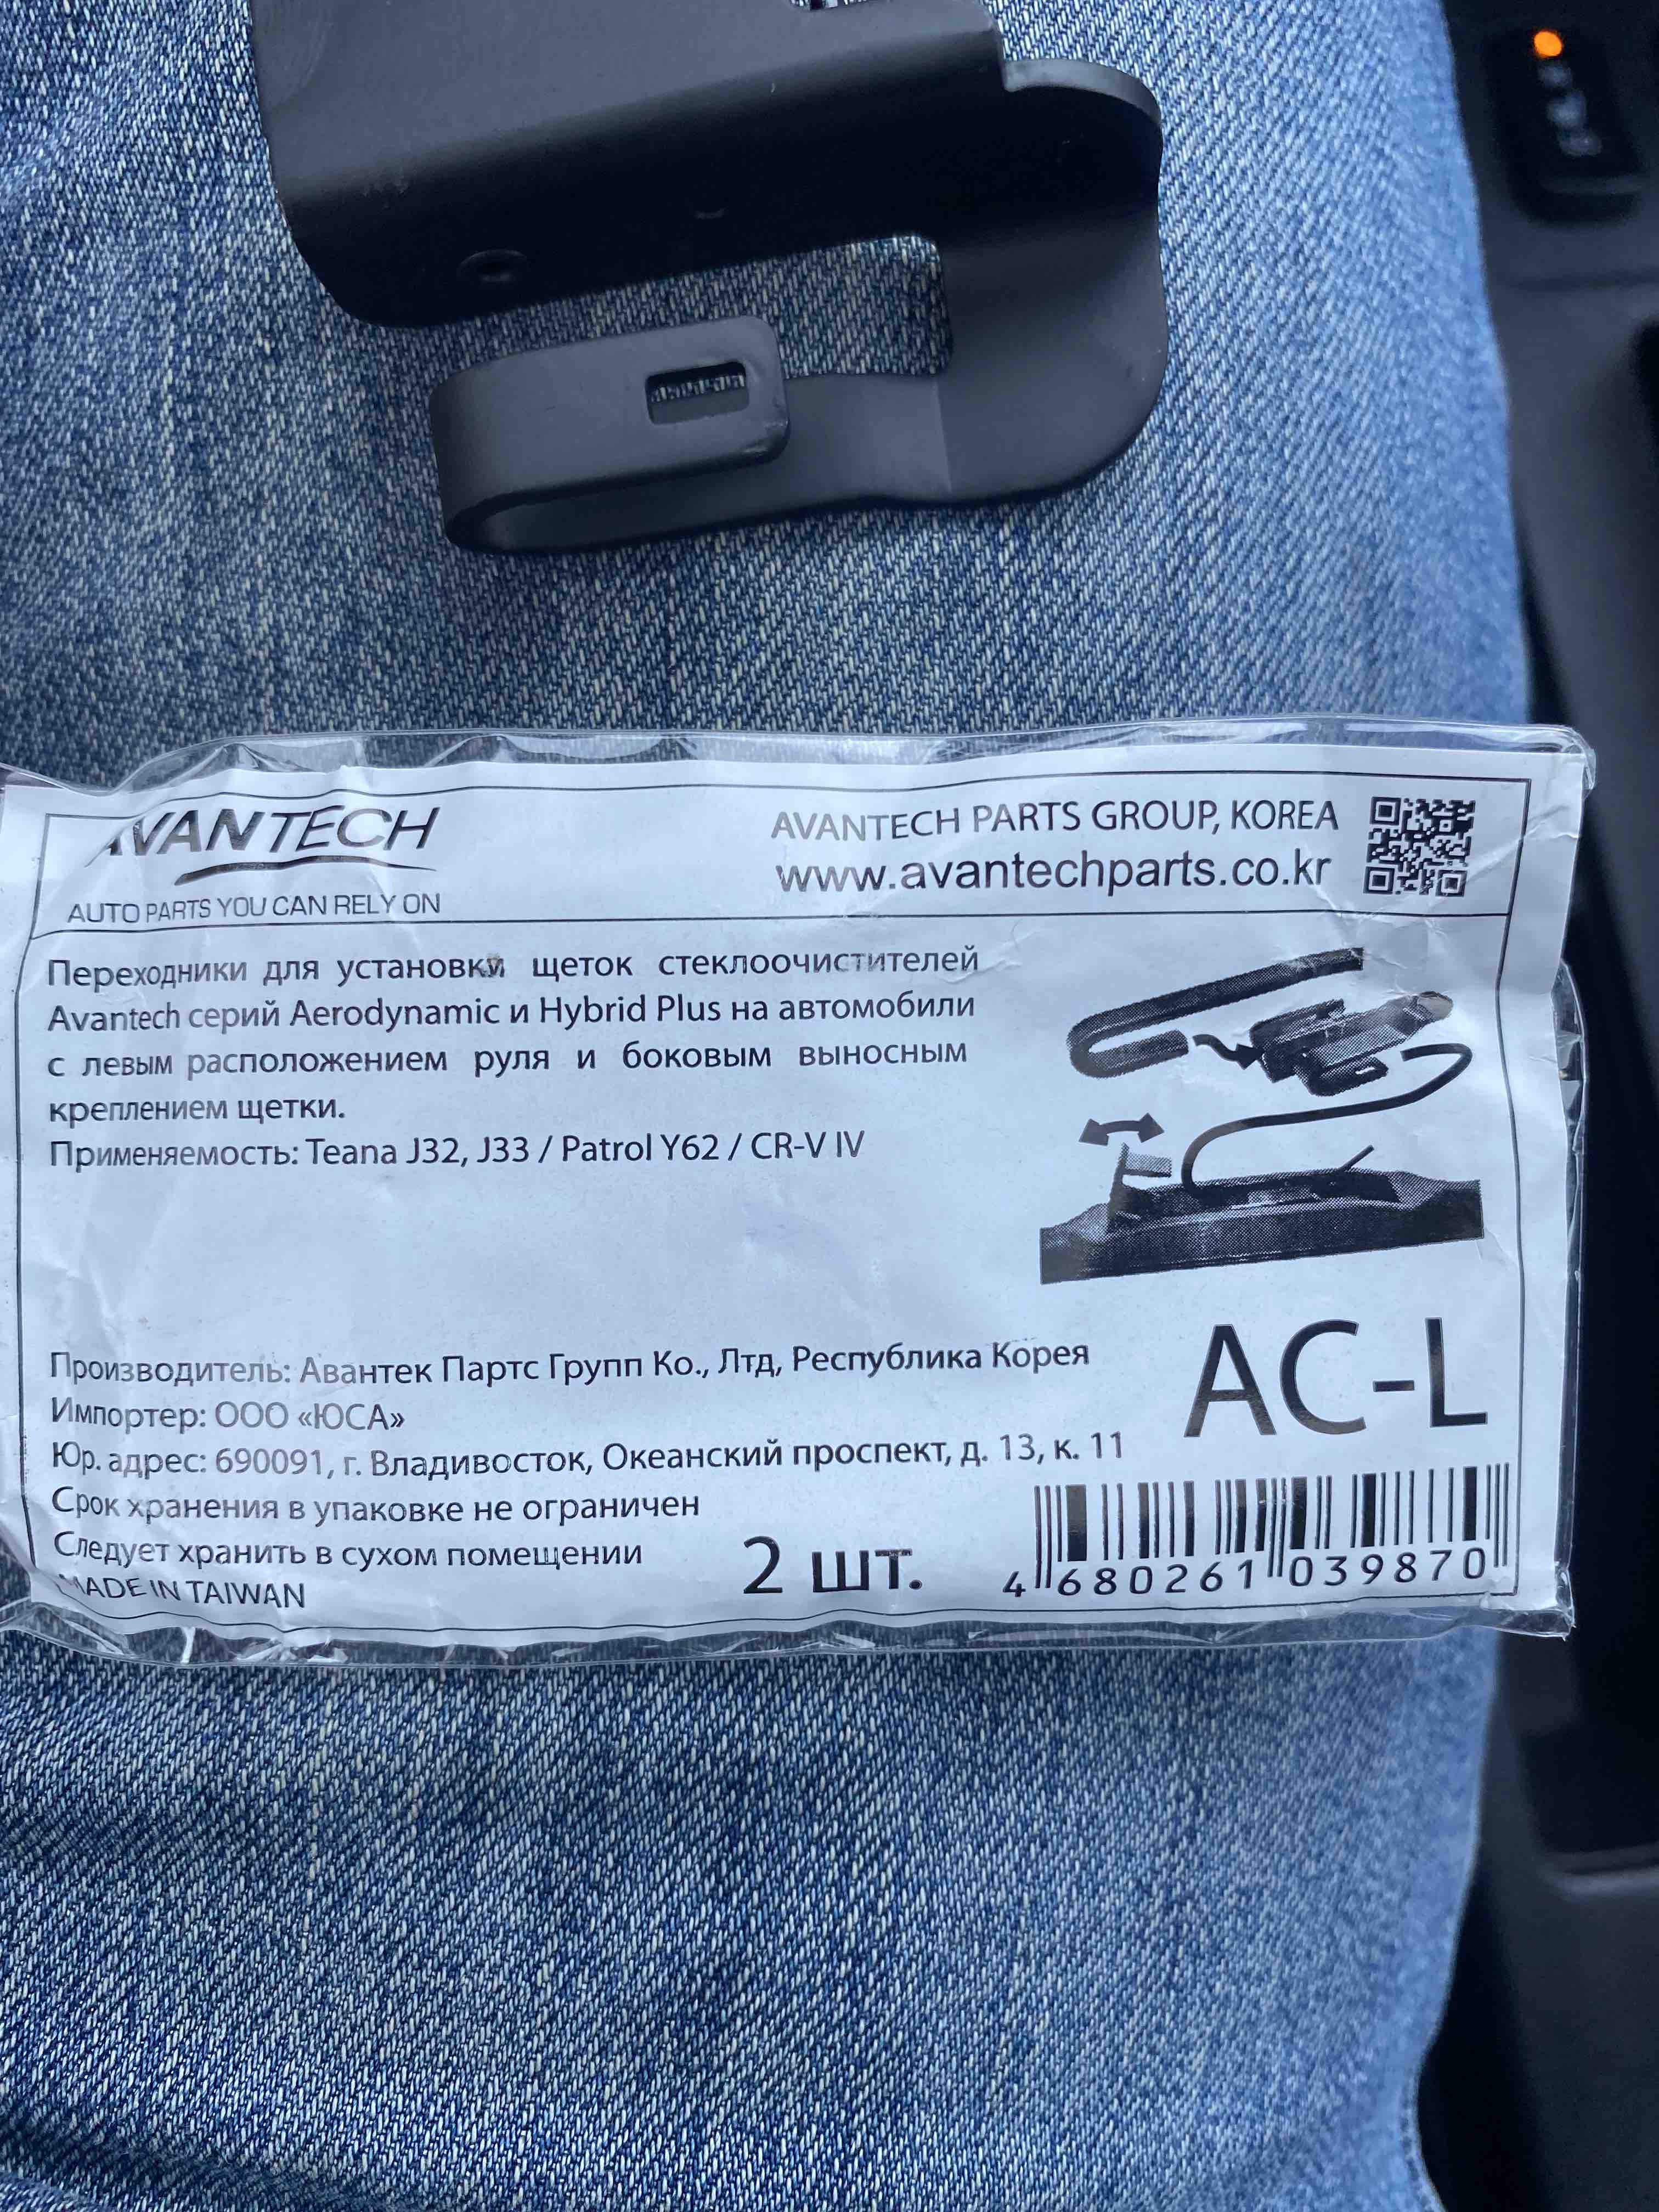 AVANTECH
AUTO PARTS YOU CAN RELY ON
AVANTECH PARTS GROUP, KOREA
www.avantechparts.co.kr
Переходники для установки щеток стеклоочистителей
Avantech серий Aerodynamic и Hybrid Plus на автомобили
с левым расположением руля и боковым выносным
креплением щетки.
Применяемость: Teana J32, J33 / Patrol Y62 / CR-V IV
Производитель: Авантек Партс Групп Ко., Лтд, Республика Корея
Импортер: ООО «ЮСА»
Юр. адрес: 690091, г. Владивосток, Океанский проспект, д. 13, к. 11
Срок хранения в упаковке не ограничен
Следует хранить в сухом помещении
MADE IN TAIWAN
2 шт.
AC-L
4 680261 039870